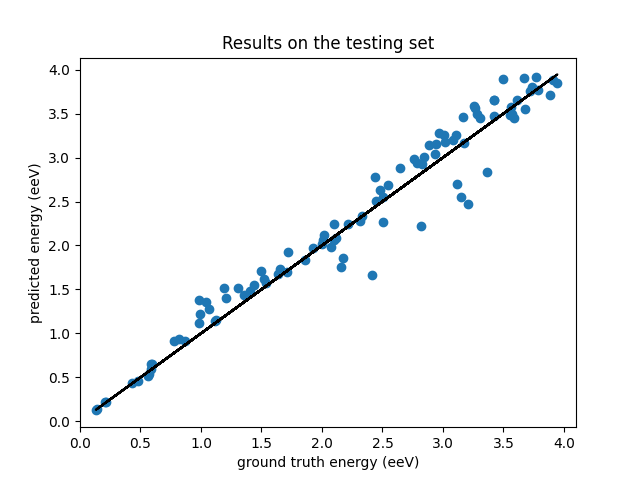 Results on the testing set
4.0
3.5
3.0
2.5
2.0
1.5
1.0
0.5
0.0
predicted energy (eeV)
0.0 0.5 1.0 1.5 2.0 2.5 3.0 3.5 4.0
ground truth energy (eeV)